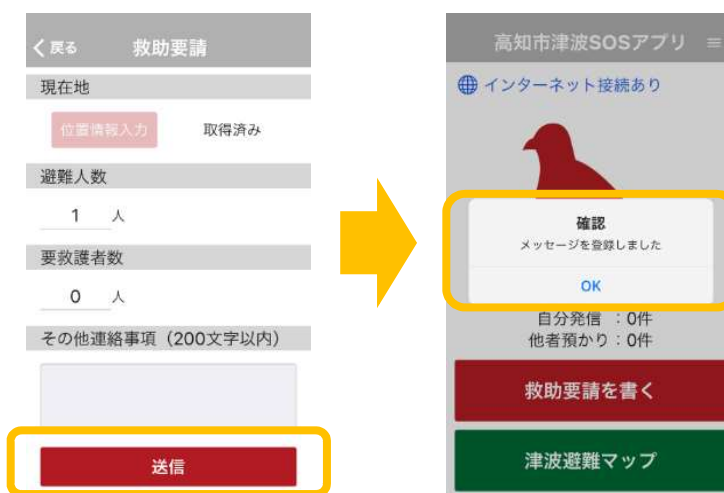 戻る 救助要請
現在地
位置情報入力 取得済み
避難人数
1 人
要救護者数
0 人
その他連絡事項（200文字以内）
送信
高知市津波SOSアプリ
インターネット接続あり
確認
メッセージを登録しました
OK
自分発信 ：0件
他者預かり：0件
救助要請を書く
津波避難マップ